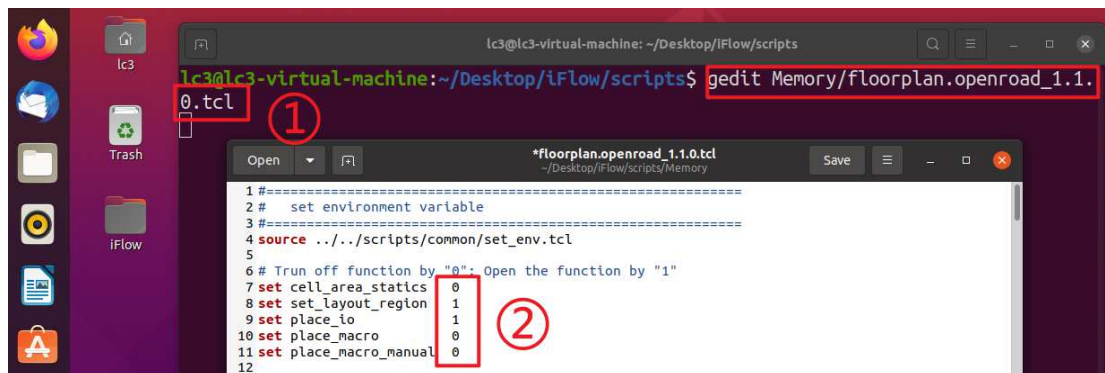 lc3@lc3-virtual-machine: ~/Desktop/iFlow/scripts
lc3
lc3@lc3-virtual-machine:~/Desktop/iFlow/scripts$ gedit Memory/floorplan.openroad_1.1.
0.tcl
①
Trash
Open
*floorplan.openroad_1.1.0.tcl
~/Desktop/iFlow/scripts/Memory
Save
1 #===========================================================
2 #   set environment variable
3 #===========================================================
4 source ../../scripts/common/set_env.tcl
5
6 # Trun off function by "0"; Open the function by "1"
7 set cell_area_statics   0
8 set set_layout_region   1
9 set place_io            1
10 set place_macro         0
11 set place_macro_manual  0
12
②
iFlow